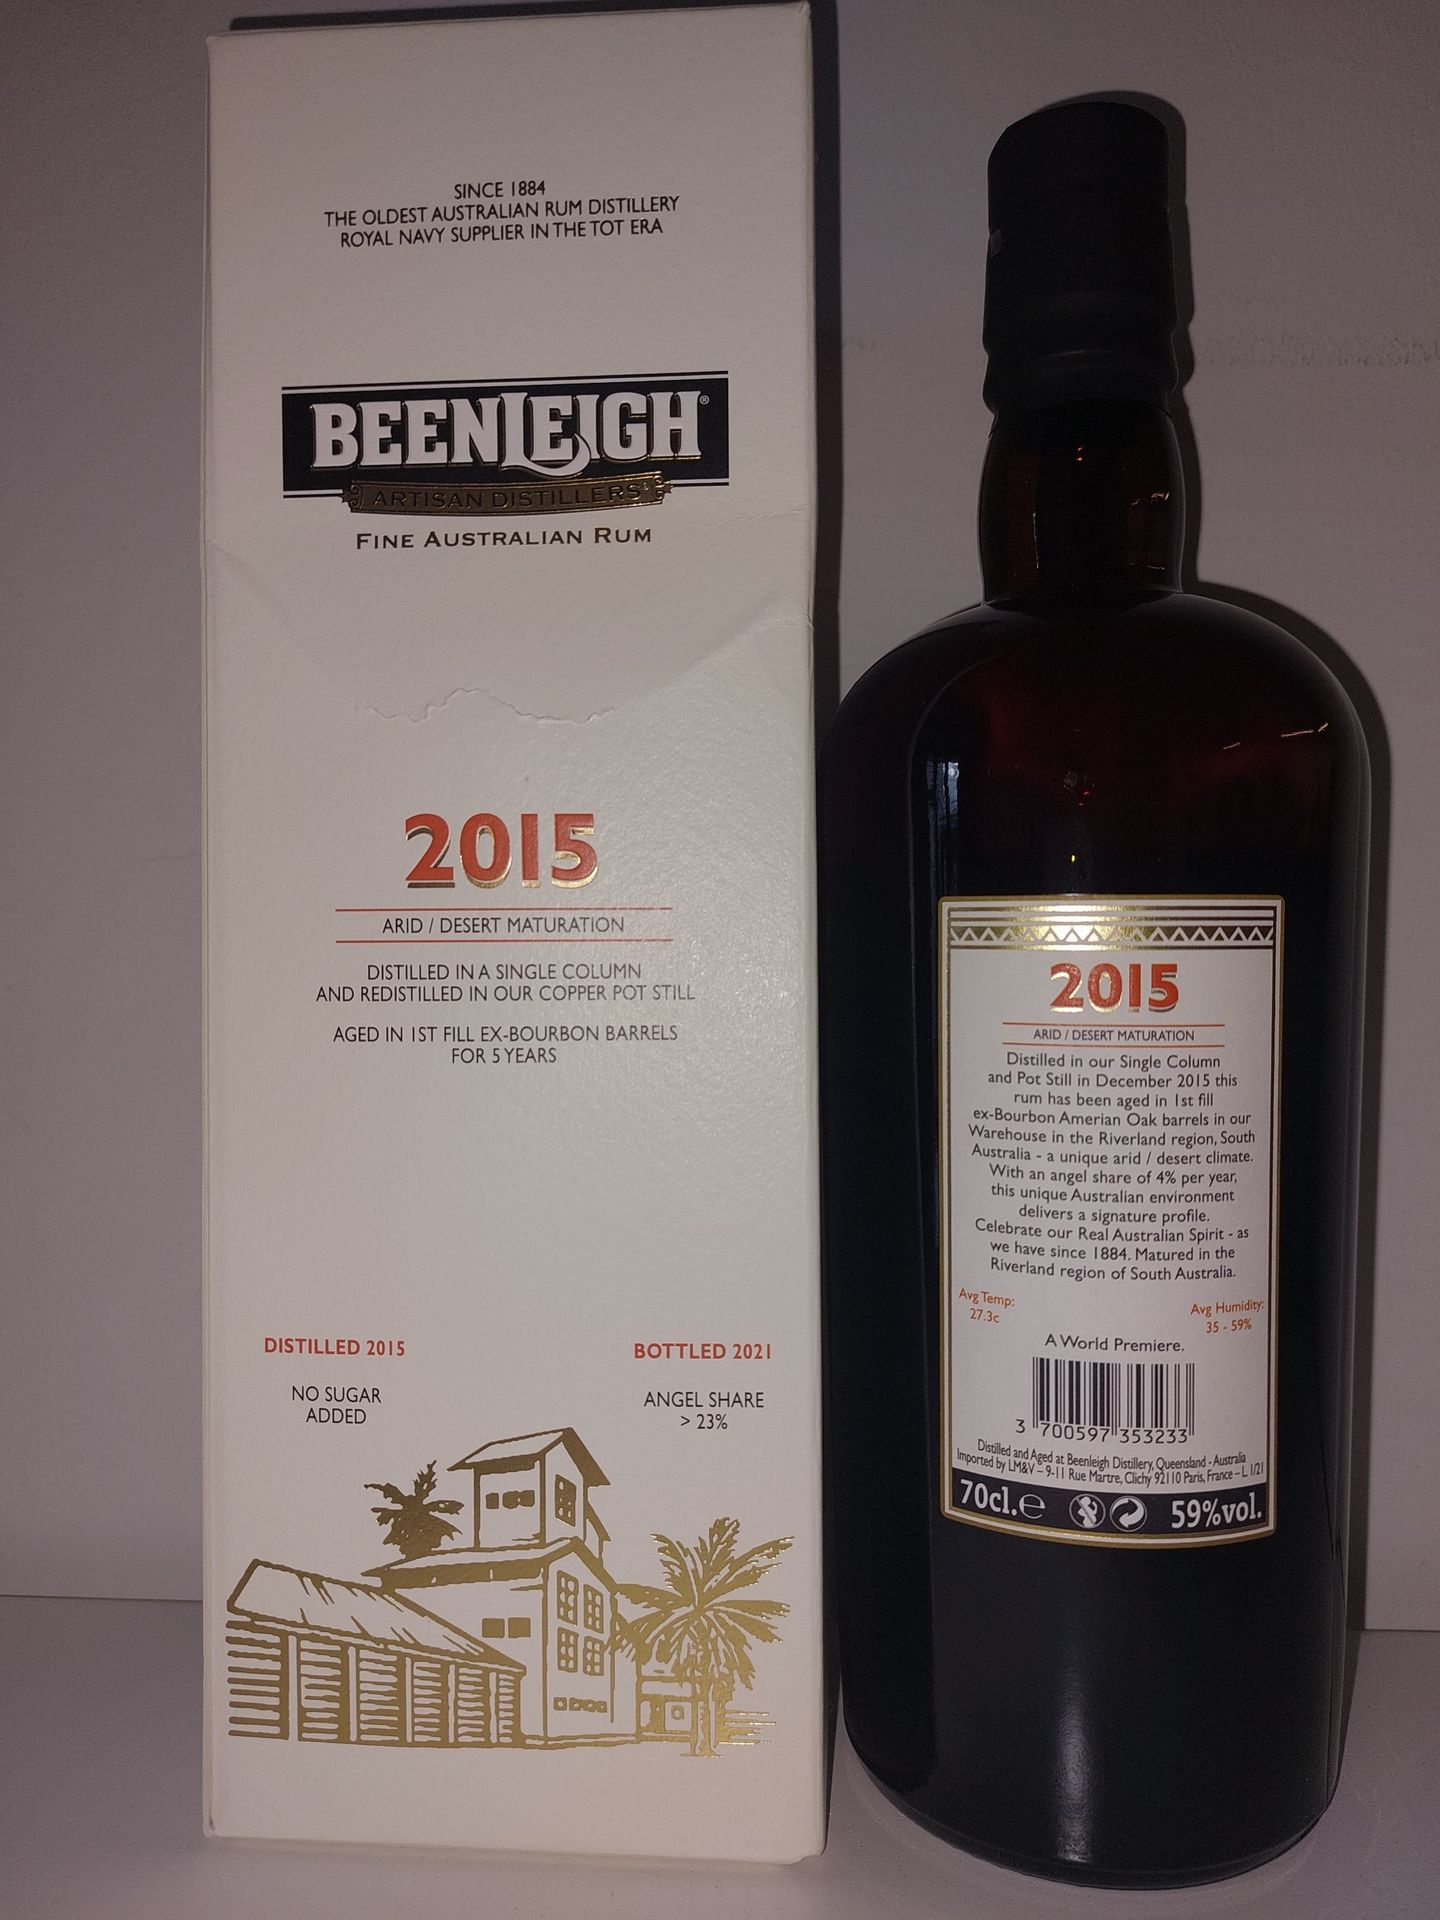 SINCE 1884
THE OLDEST AUSTRALIAN RUM DISTILLERY
ROYAL NAVY SUPPLIER IN THE TOT ERA
BEENLEIGH®
ARTISAN DISTILLERS
FINE AUSTRALIAN RUM
2015
ARID / DESERT MATURATION
DISTILLED IN A SINGLE COLUMN
AND REDISTILLED IN OUR COPPER POT STILL
AGED IN 1ST FILL EX-BOURBON BARRELS
FOR 5 YEARS
DISTILLED 2015
BOTTLED 2021
NO SUGAR
ADDED
ANGEL SHARE
> 23%
2015
ARID / DESERT MATURATION
Distilled in our Single Column
and Pot Still in December 2015 this
rum has been aged in 1st fill
ex-Bourbon Amerian Oak barrels in our
Warehouse in the Riverland region, South
Australia - a unique arid / desert climate.
With an angel share of 4% per year,
this unique Australian environment
delivers a signature profile.
Celebrate our Real Australian Spirit - as
we have since 1884. Matured in the
Riverland region of South Australia.
Avg Temp:
27.3c
Avg Humidity:
35 - 59%
A World Premiere.
3 700597 353233
Distilled and Aged at Beenleigh Distillery, Queensland - Australia
Imported by LM&V – 9-11 Rue Martre, Clichy 92110 Paris, France – L 1/21
70cl. ℮
59%vol.